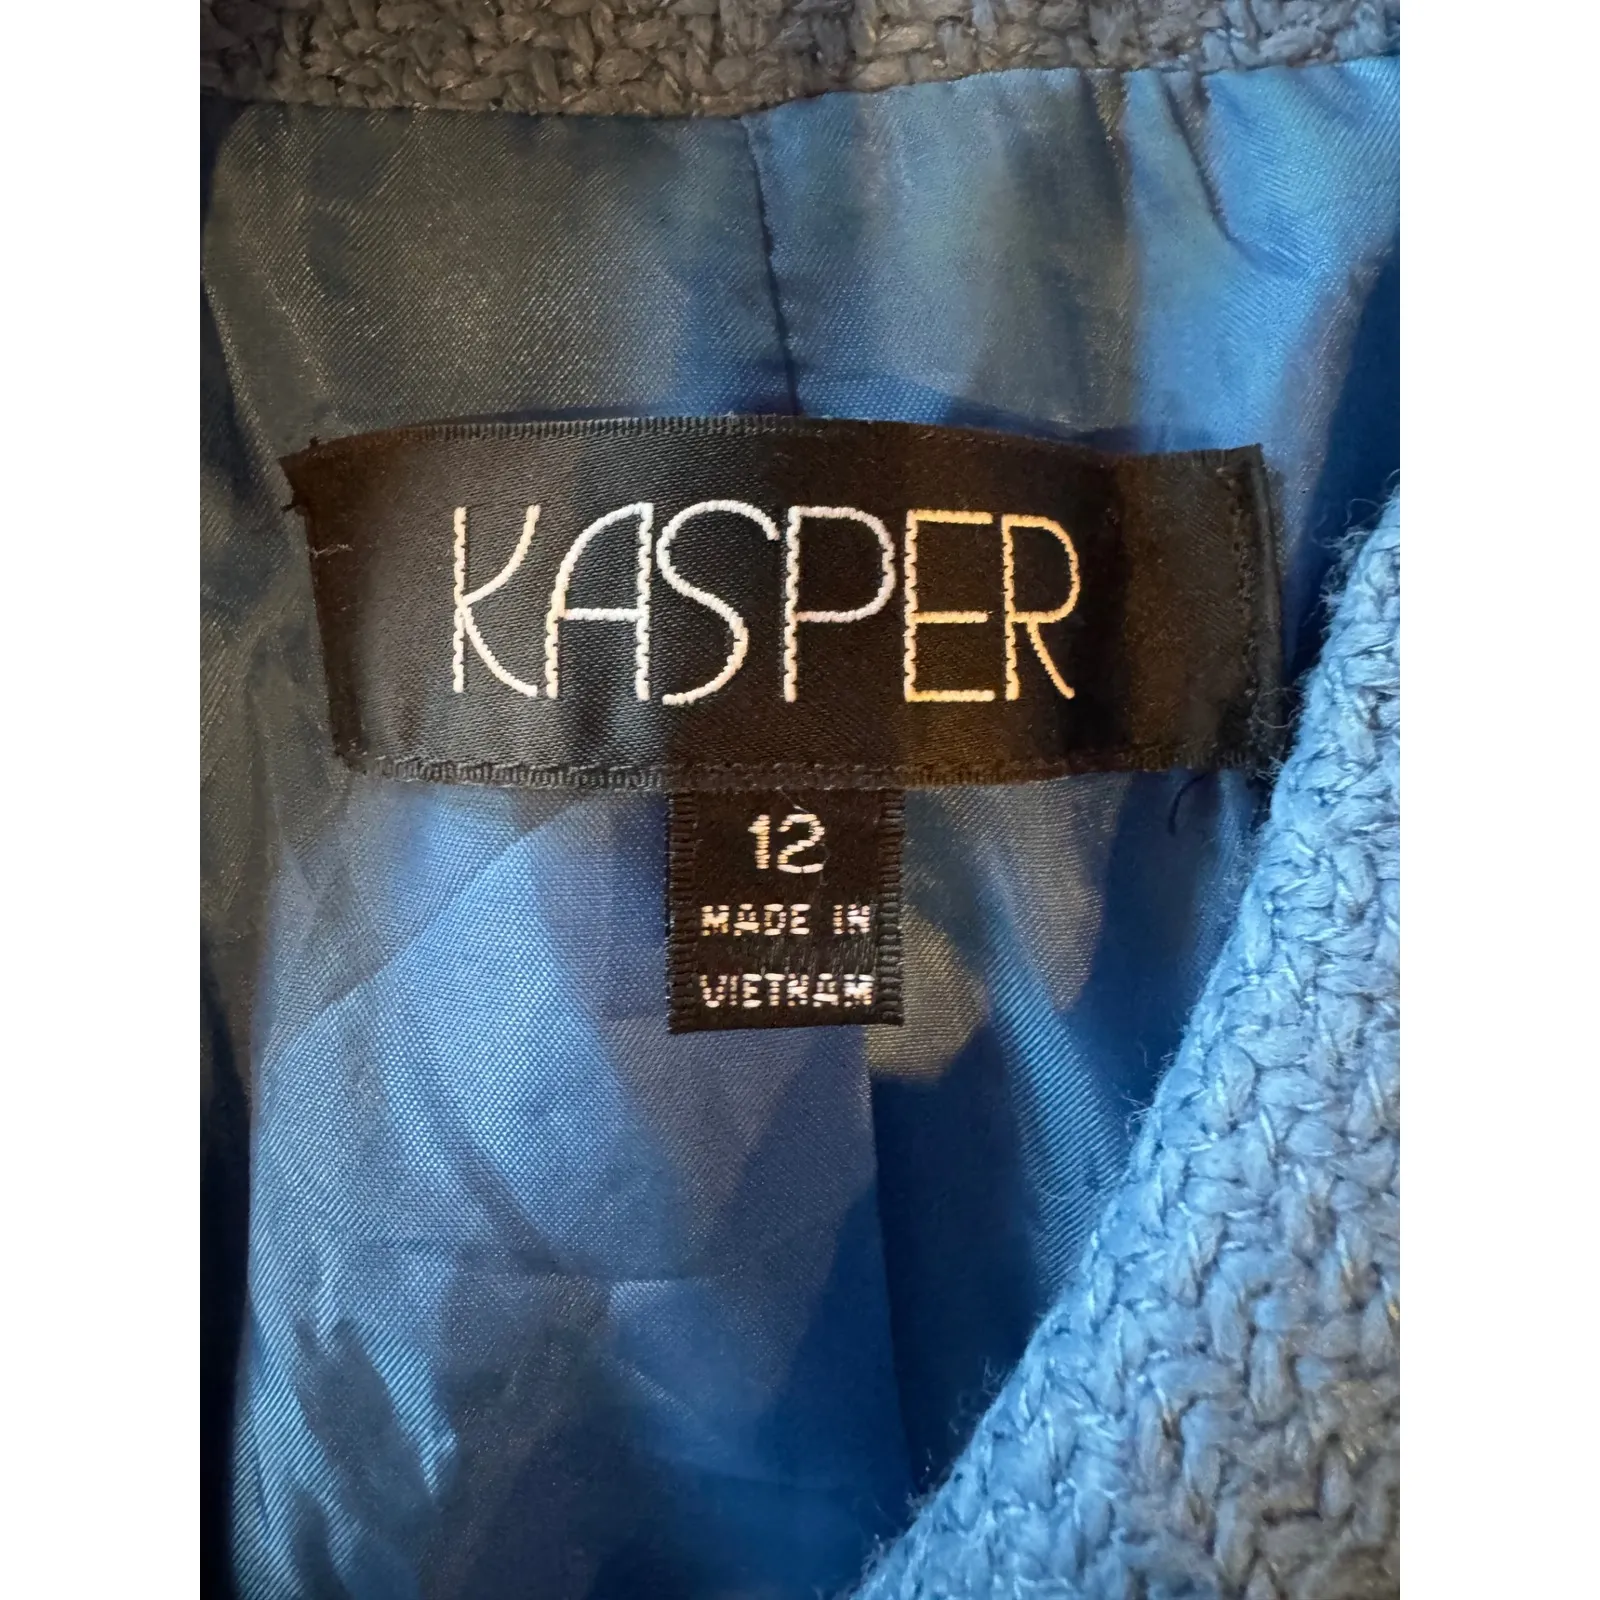 KASPER
12
MADE IN
VIETNAM